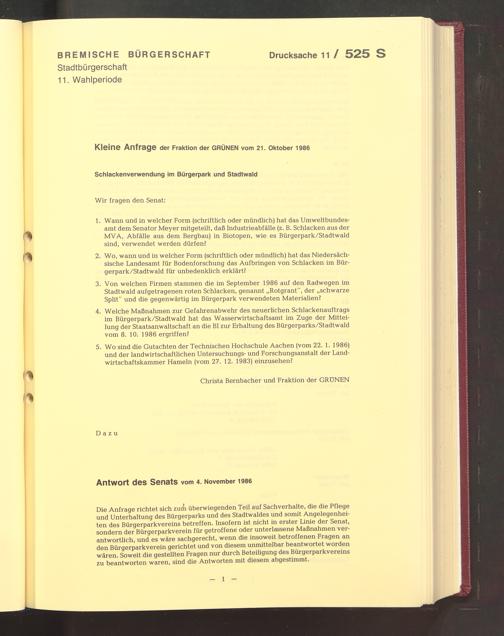 BREMISCHE BÜRGERSCHAFT
Drucksache 11 / 525 S
Stadtbürgerschaft
11. Wahlperiode
Kleine Anfrage der Fraktion der GRÜNEN vom 21. Oktober 1986
Schlackenverwendung im Bürgerpark und Stadtwald
Wir fragen den Senat:
1. Wann und in welcher Form (schriftlich oder mündlich) hat das Umweltbundes-
amt dem Senator Meyer mitgeteilt, daß Industrieabfälle (z. B. Schlacken aus der
MVA, Abfälle aus dem Bergbau) in Biotopen, wie es Bürgerpark/Stadtwald
sind, verwendet werden dürfen?
2. Wo, wann und in welcher Form (schriftlich oder mündlich) hat das Niedersäch-
sische Landesamt für Bodenforschung das Aufbringen von Schlacken im Bür-
gerpark/Stadtwald für unbedenklich erklärt?
3. Von welchen Firmen stammen die im September 1986 auf den Radwegen im
Stadtwald aufgetragenen roten Schlacken, genannt „Rotgrant", der „schwarze
Split" und die gegenwärtig im Bürgerpark verwendeten Materialien?
4. Welche Maßnahmen zur Gefahrenabwehr des neuerlichen Schlackenauftrags
im Bürgerpark/Stadtwald hat das Wasserwirtschaftsamt im Zuge der Mittei-
lung der Staatsanwaltschaft an die BI zur Erhaltung des Bürgerparks/Stadtwald
vom 8. 10. 1986 ergriffen?
5. Wo sind die Gutachten der Technischen Hochschule Aachen (vom 22. 1. 1986)
und der landwirtschaftlichen Untersuchungs- und Forschungsanstalt der Land-
wirtschaftskammer Hameln (vom 27. 12. 1983) einzusehen?
Christa Bernbacher und Fraktion der GRÜNEN
Dazu
Antwort des Senats vom 4. November 1986
Die Anfrage richtet sich zum überwiegenden Teil auf Sachverhalte, die die Pflege
und Unterhaltung des Bürgerparks und des Stadtwaldes und somit Angelegenhei-
ten des Bürgerparkvereins betreffen. Insofern ist nicht in erster Linie der Senat,
sondern der Bürgerparkverein für getroffene oder unterlassene Maßnahmen ver-
antwortlich, und es wäre sachgerecht, wenn die insoweit betroffenen Fragen an
den Bürgerparkverein gerichtet und von diesem unmittelbar beantwortet worden
wären. Soweit die gestellten Fragen nur durch Beteiligung des Bürgerparkvereins
zu beantworten waren, sind die Antworten mit diesem abgestimmt.
— 1 —